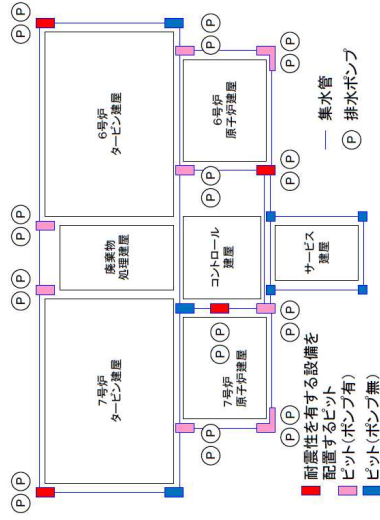 Ⓟ Ⓟ Ⓟ Ⓟ Ⓟ Ⓟ Ⓟ Ⓟ
7号炉
タービン建屋
廃棄物
処理建屋
6号炉
タービン建屋
Ⓟ Ⓟ Ⓟ Ⓟ Ⓟ Ⓟ Ⓟ Ⓟ
7号炉
原子炉建屋
コントロール
建屋
6号炉
原子炉建屋
Ⓟ Ⓟ Ⓟ Ⓟ
サービス
建屋
耐震性を有する設備を
配置するピット
ピット(ポンプ有)
ピット(ポンプ無)
集水管
Ⓟ 排水ポンプ